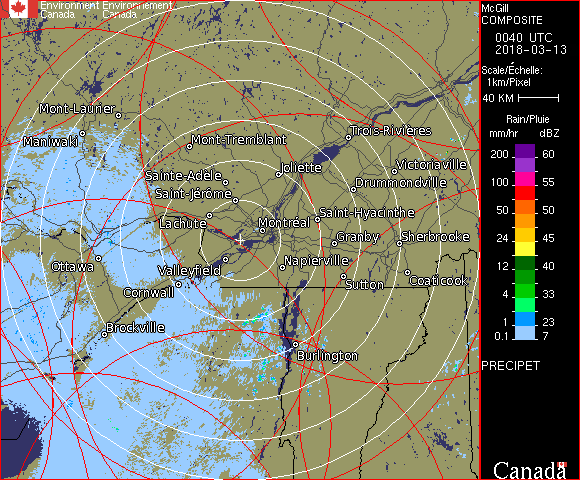 Environment Environnement
Canada Canada
McGill
COMPOSITE
0040 UTC
2018-03-13
Scale/Échelle:
1km/Pixel
40 KM
Rain/Pluie
mm/hr dBZ
200 60
100 55
50 50
24 45
12 40
4 33
1 23
0.1 7
PRECIPET
Canada
Mont-Laurier
Maniwaki
Mont-Tremblant
Trois-Rivières
Sainte-Adèle
Joliette
Victoriaville
Saint-Jérôme
Drummondville
Lachute
Montréal
Saint-Hyacinthe
Granby
Sherbrooke
Ottawa
Valleyfield
Napierville
Cornwall
Sutton
Coaticook
Brockville
Burlington